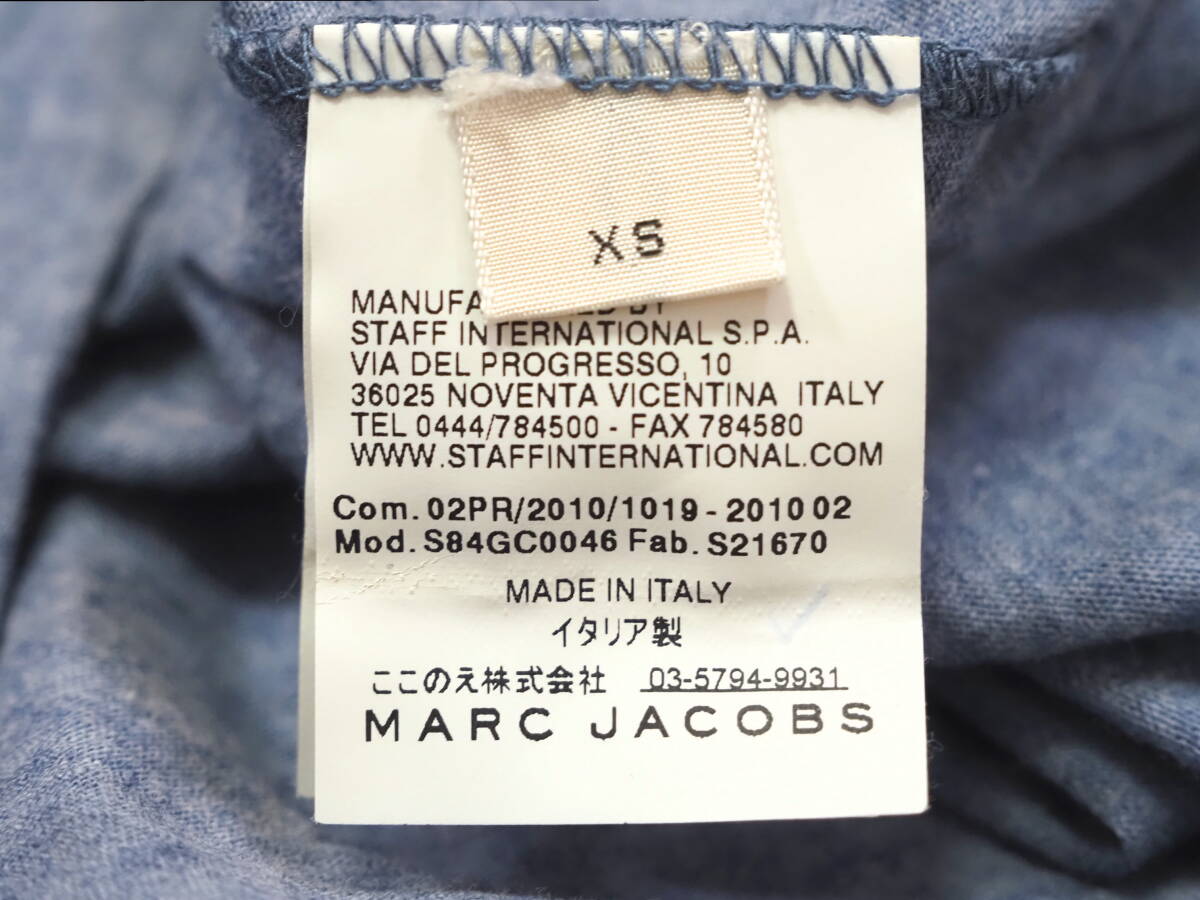 XS
MANUFA ED BY
STAFF INTERNATIONAL S.P.A.
VIA DEL PROGRESSO, 10
36025 NOVENTA VICENTINA ITALY
TEL 0444/784500 - FAX 784580
WWW.STAFFINTERNATIONAL.COM
Com. 02PR/2010/1019 - 2010 02
Mod. S84GC0046 Fab. S21670
MADE IN ITALY
イタリア製
ここのえ株式会社 03-5794-9931
MARC JACOBS